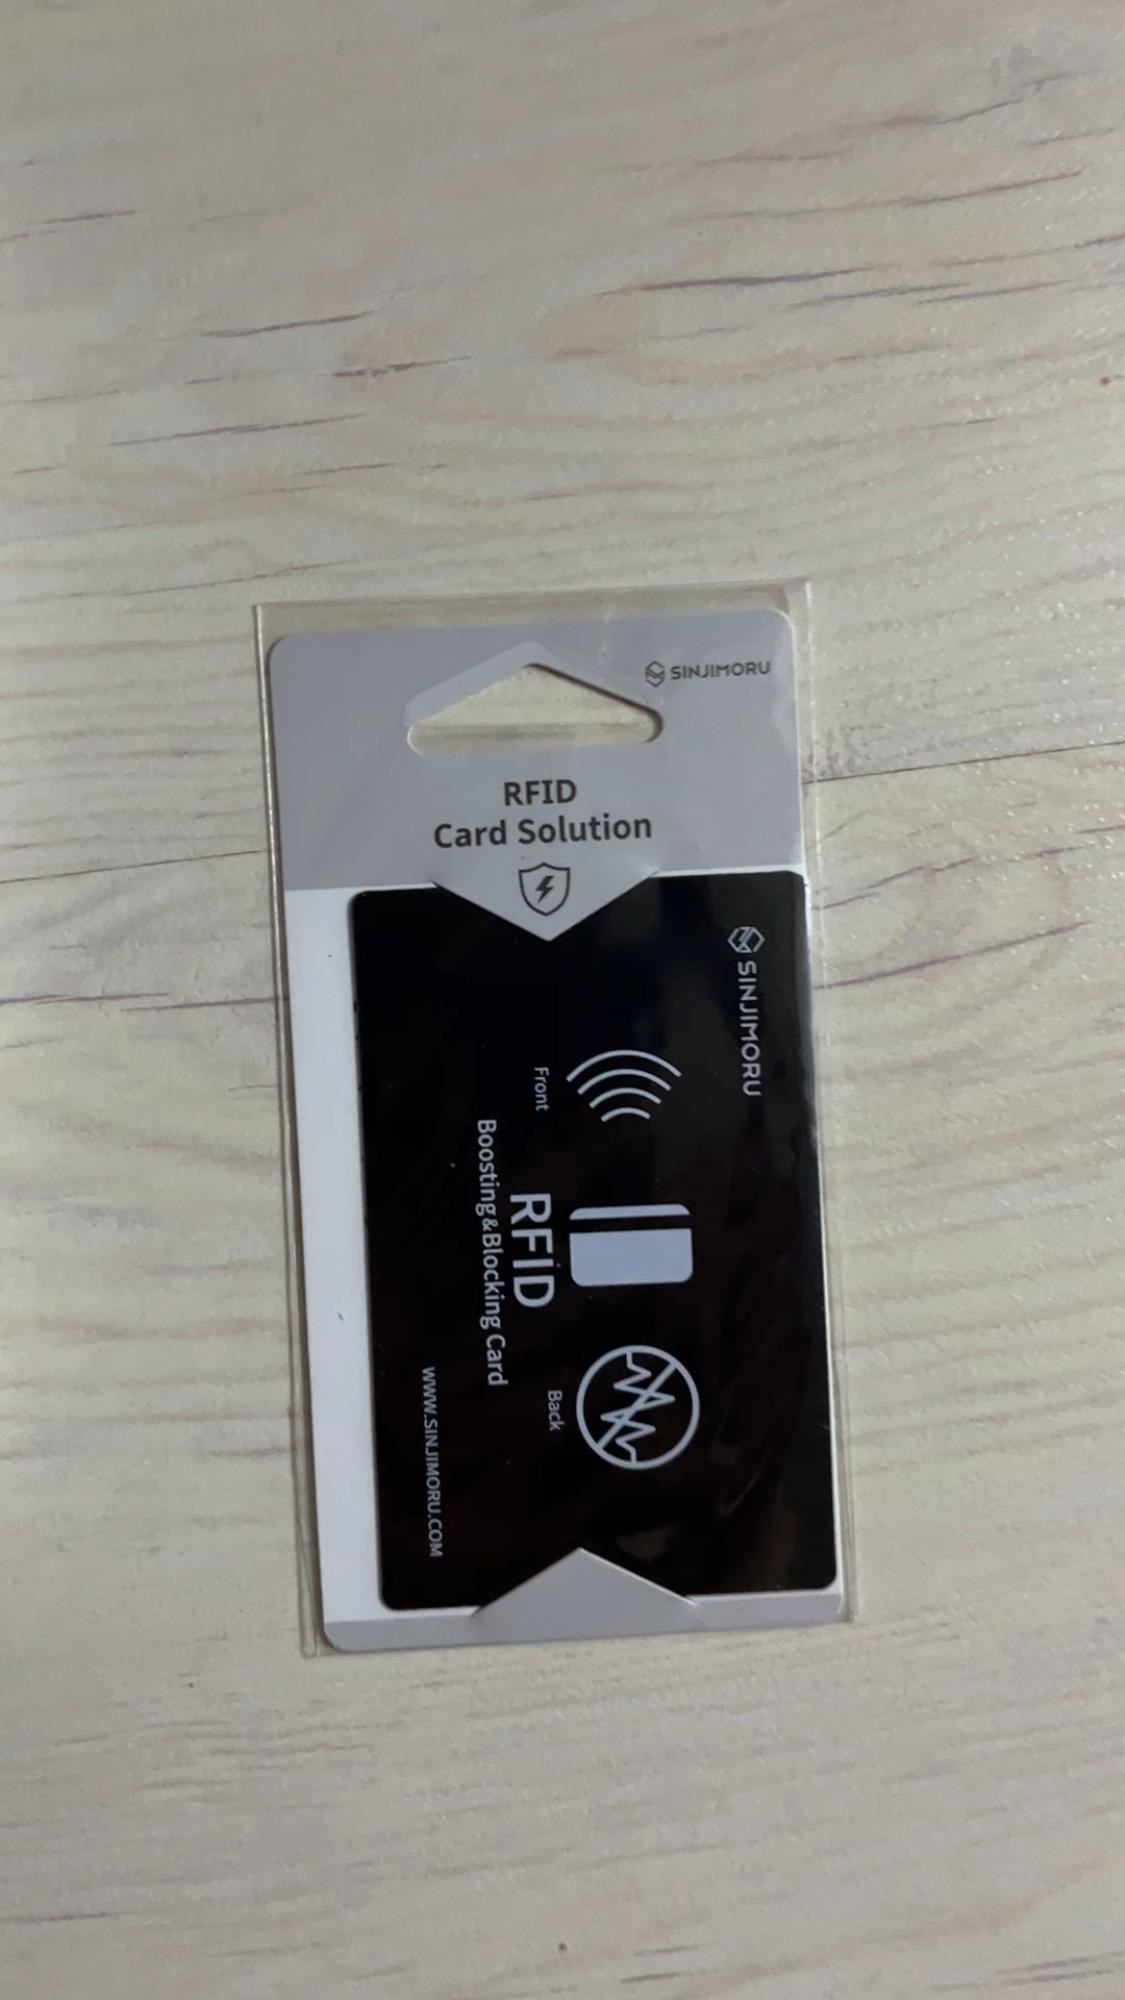 SINJIMORU
RFID
Card Solution
SINJIMORU
Front
Back
RFiD
Boosting&Blocking Card
WWW.SINJIMORU.COM